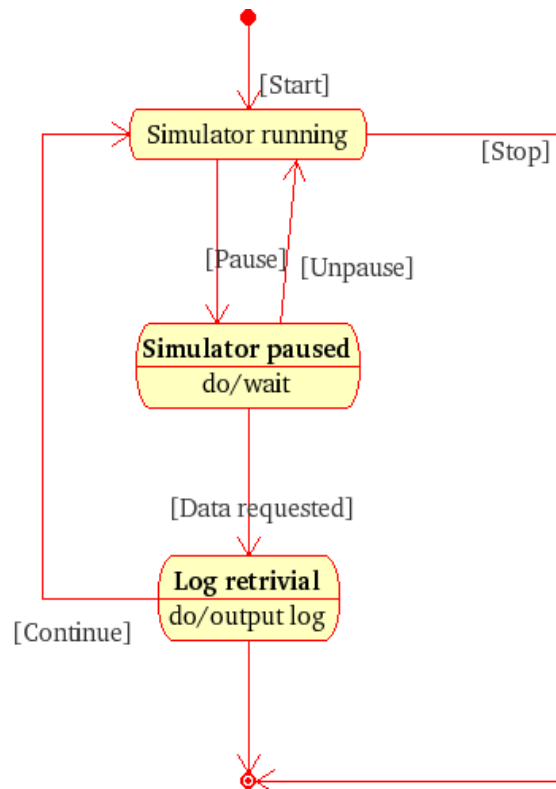 [Start]
Simulator running
[Stop]
[Pause]
[Unpause]
Simulator paused
do/wait
[Data requested]
Log retrivial
do/output log
[Continue]